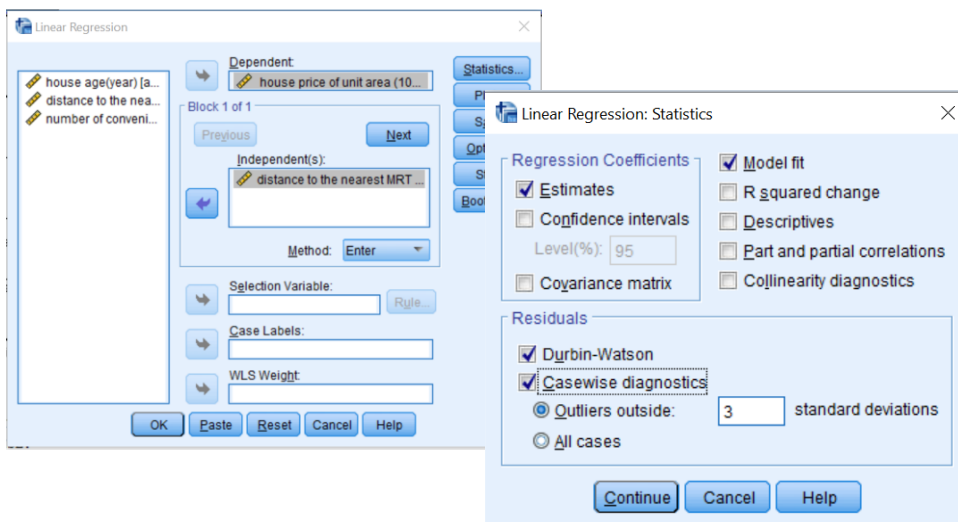 Linear Regression
house age(year) [a...
distance to the nea...
number of conveni...
Dependent:
house price of unit area (10...
Block 1 of 1
Previous
Next
Independent(s):
distance to the nearest MRT ...
Method: Enter
Selection Variable:
Rule...
Case Labels:
WLS Weight:
OK Paste Reset Cancel Help
Statistics...
Linear Regression: Statistics
Regression Coefficients
Estimates
Confidence intervals
Level(%): 95
Covariance matrix
Model fit
R squared change
Descriptives
Part and partial correlations
Collinearity diagnostics
Residuals
Durbin-Watson
Casewise diagnostics
Outliers outside: 3 standard deviations
All cases
Continue Cancel Help